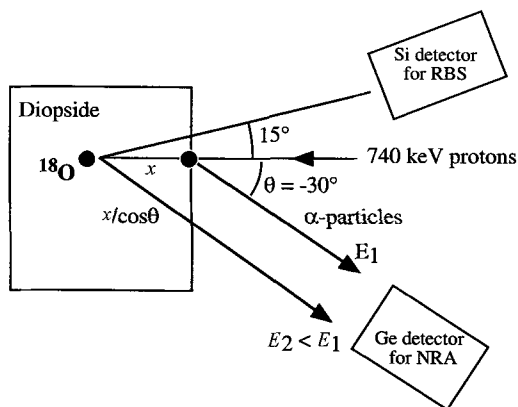 Si detector
for RBS
Diopside
15°
18O
x
740 keV protons
θ = -30°
x/cosθ
α-particles
E1
E2 < E1
Ge detector
for NRA